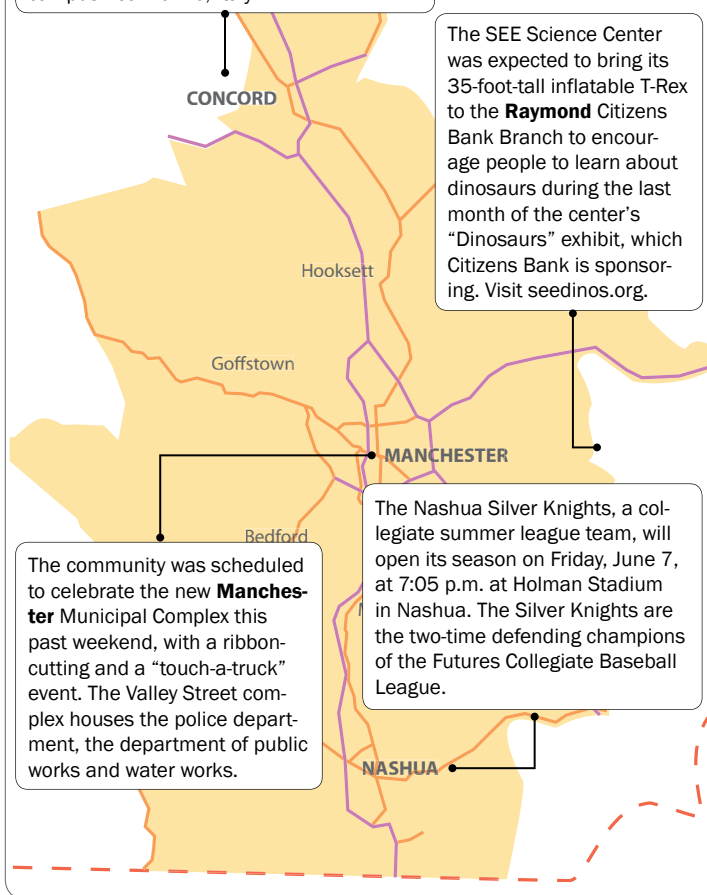 CONCORD
The SEE Science Center
was expected to bring its
35-foot-tall inflatable T-Rex
to the Raymond Citizens
Bank Branch to encour-
age people to learn about
dinosaurs during the last
month of the center's
“Dinosaurs” exhibit, which
Citizens Bank is sponsor-
ing. Visit seedinos.org.
Hooksett
Goffstown
MANCHESTER
Bedford
The community was scheduled
to celebrate the new Manches-
ter Municipal Complex this
past weekend, with a ribbon-
cutting and a “touch-a-truck”
event. The Valley Street com-
plex houses the police depart-
ment, the department of public
works and water works.
The Nashua Silver Knights, a col-
legiate summer league team, will
open its season on Friday, June 7,
at 7:05 p.m. at Holman Stadium
in Nashua. The Silver Knights are
the two-time defending champions
of the Futures Collegiate Baseball
League.
NASHUA